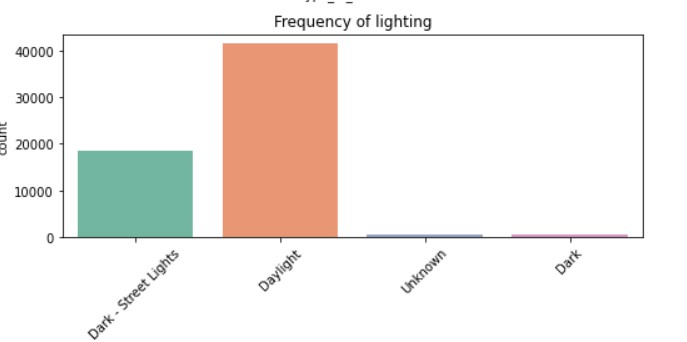 Frequency of lighting
40000
30000
20000
10000
0
count
Dark - Street Lights
Daylight
Unknown
Dark